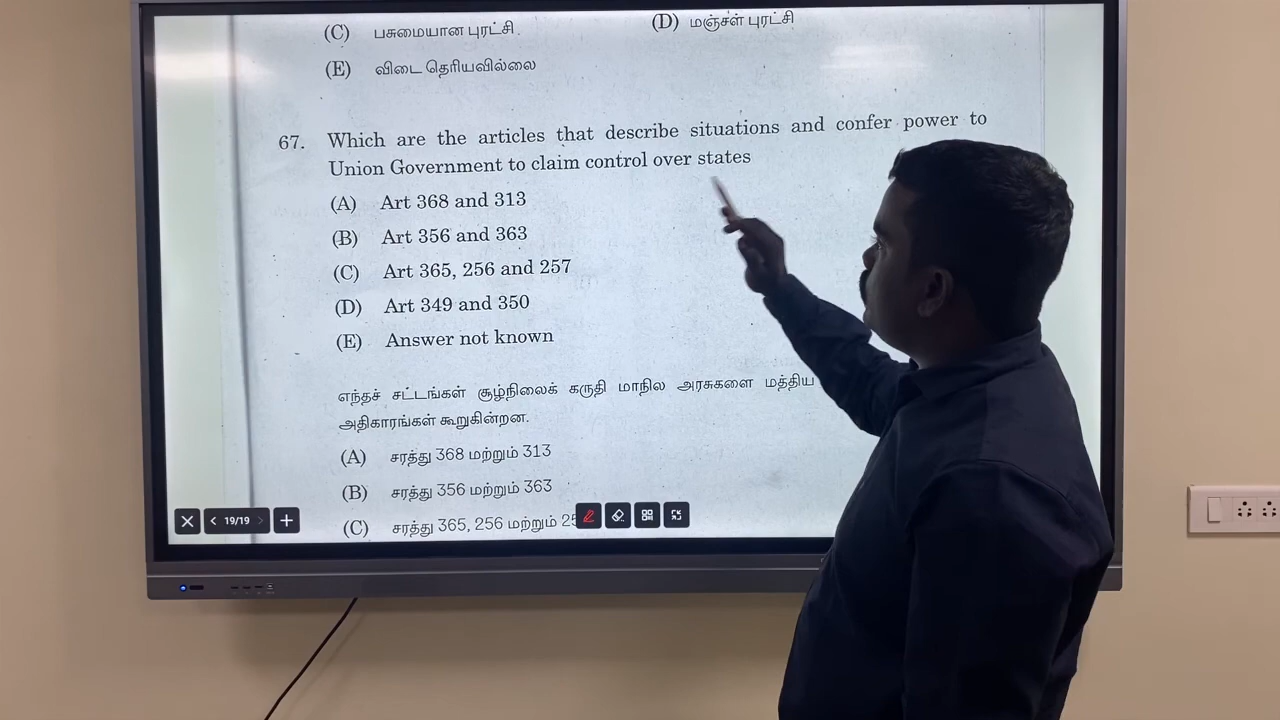 (C) பசுமையான புரட்சி (D) மஞ்சள் புரட்சி
(E) விடை தெரியவில்லை
67. Which are the articles that describe situations and confer power to
Union Government to claim control over states
(A) Art 368 and 313
(B) Art 356 and 363
(C) Art 365, 256 and 257
(D) Art 349 and 350
(E) Answer not known
எந்தச் சட்டங்கள் சூழ்நிலைக் கருதி மாநில அரசுகளை மத்திய
அதிகாரங்கள் கூறுகின்றன.
(A) சரத்து 368 மற்றும் 313
(B) சரத்து 356 மற்றும் 363
(C) சரத்து 365, 256 மற்றும்
19/19